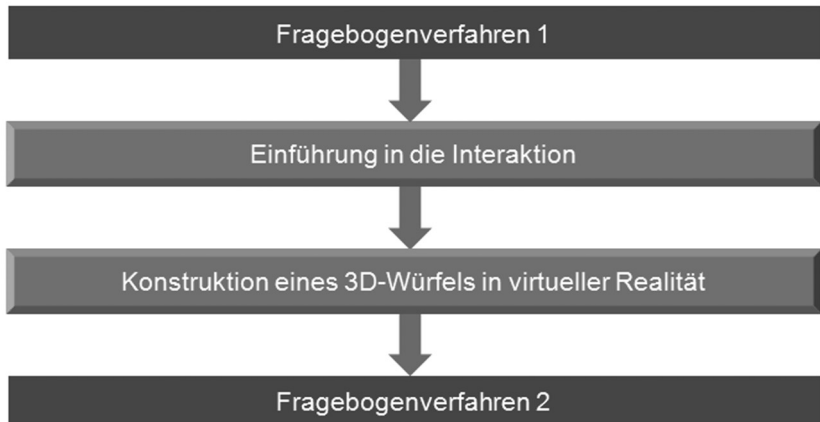 Fragebogenverfahren 1
Einführung in die Interaktion
Konstruktion eines 3D-Würfels in virtueller Realität
Fragebogenverfahren 2